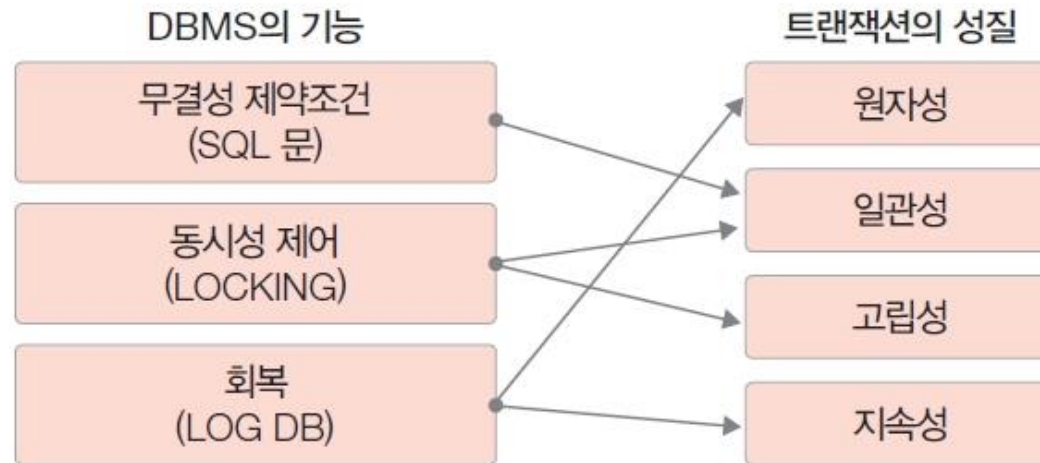 DBMS의 기능
트랜잭션의 성질
무결성 제약조건
(SQL 문)
동시성 제어
(LOCKING)
회복
(LOG DB)
원자성
일관성
고립성
지속성